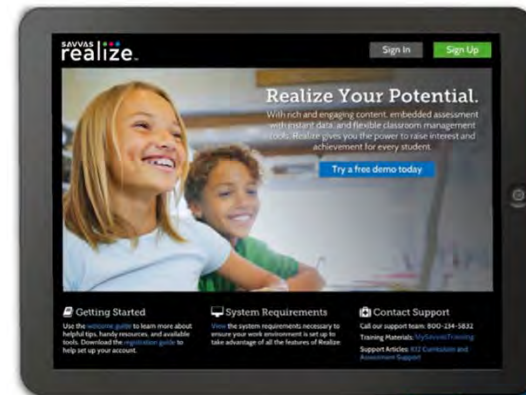 SAVVAS
realize™
Sign In
Sign Up
Realize Your Potential.
With rich and engaging content, embedded assessment
with instant data, and flexible classroom management
tools, Realize gives you the power to raise interest and
achievement for every student.
Try a free demo today
Getting Started
Use the welcome guide to learn more about
helpful tips, handy resources, and available
tools. Download the registration guide to
help set up your account.
System Requirements
View the system requirements necessary to
ensure your work environment is set up to
take advantage of all the features of Realize
Contact Support
Call our support team: 800-234-5832
Training Materials: MySavvasTraining
Support Articles: K12 Curriculum and
Assessment Support